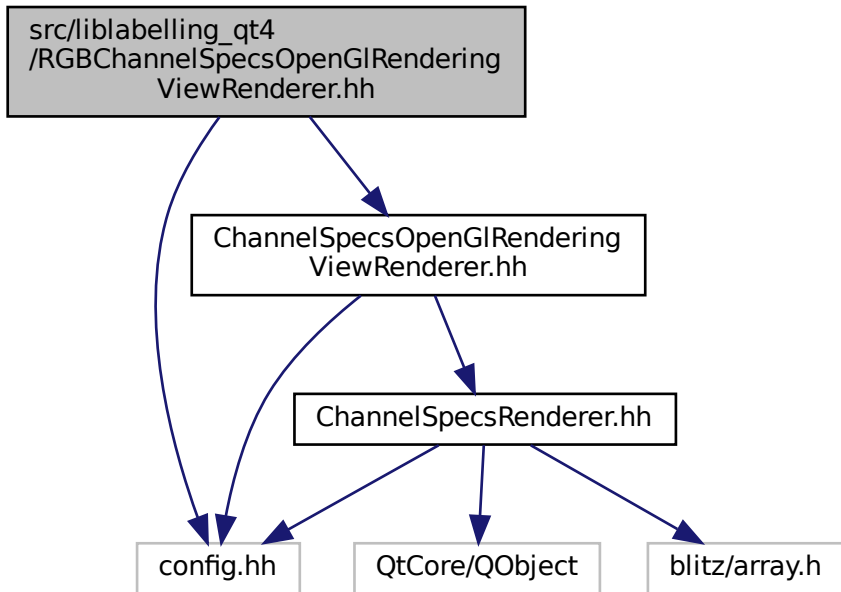 src/liblabelling_qt4
/RGBChannelSpecsOpenGlRendering
ViewRenderer.hh
ChannelSpecsOpenGlRendering
ViewRenderer.hh
ChannelSpecsRenderer.hh
config.hh
QtCore/QObject
blitz/array.h